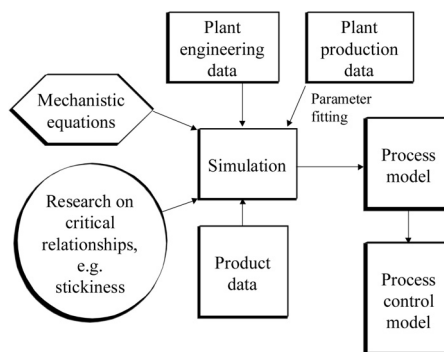 Plant
engineering
data
Plant
production
data
Mechanistic
equations
Parameter
fitting
Simulation
Process
model
Research on
critical
relationships,
e.g.
stickiness
Product
data
Process
control
model